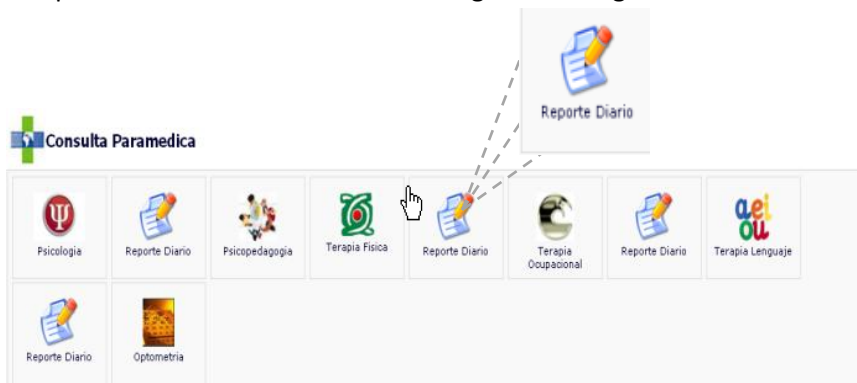 Reporte Diario
Consulta Paramedica
Psicologia
Reporte Diario
Psicopedagogia
Terapia Fisica
Reporte Diario
Terapia
Ocupacional
Reporte Diario
Terapia Lenguaje
Reporte Diario
Optometria